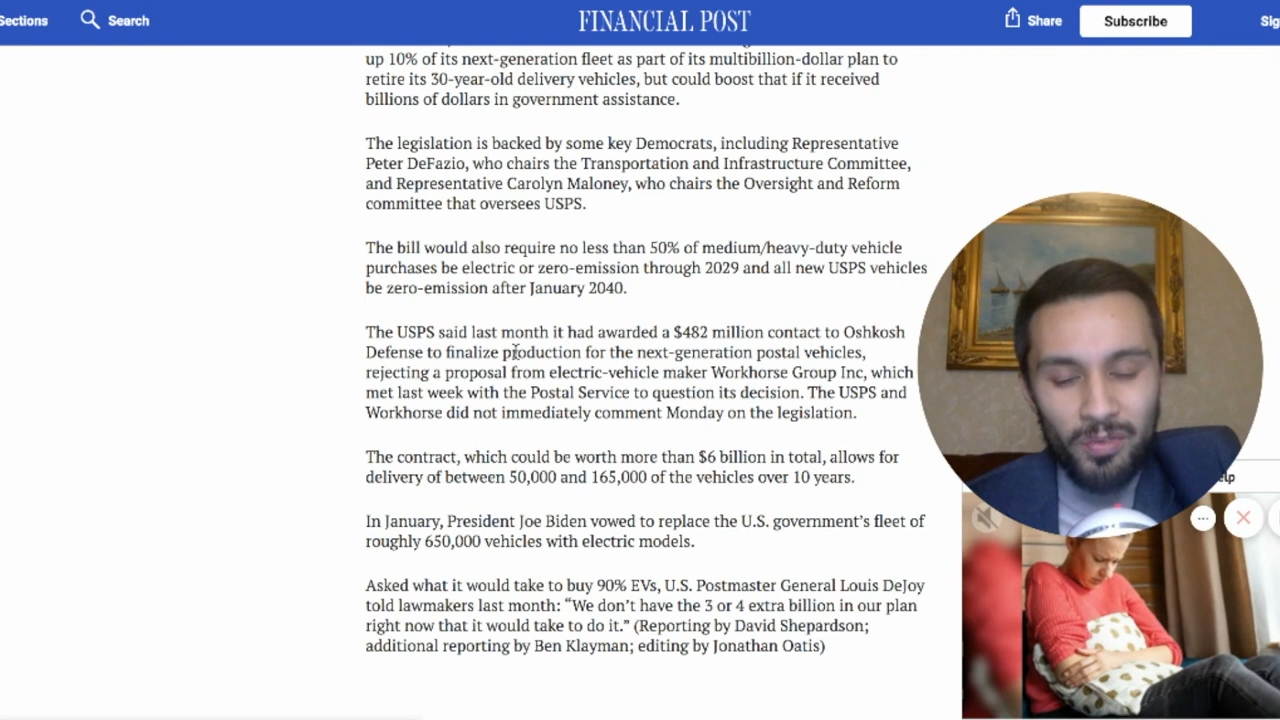 Sections
Search
FINANCIAL POST
Share
Subscribe
up 10% of its next-generation fleet as part of its multibillion-dollar plan to
retire its 30-year-old delivery vehicles, but could boost that if it received
billions of dollars in government assistance.
The legislation is backed by some key Democrats, including Representative
Peter DeFazio, who chairs the Transportation and Infrastructure Committee,
and Representative Carolyn Maloney, who chairs the Oversight and Reform
committee that oversees USPS.
The bill would also require no less than 50% of medium/heavy-duty vehicle
purchases be electric or zero-emission through 2029 and all new USPS vehicles
be zero-emission after January 2040.
The USPS said last month it had awarded a $482 million contact to Oshkosh
Defense to finalize production for the next-generation postal vehicles,
rejecting a proposal from electric-vehicle maker Workhorse Group Inc, which
met last week with the Postal Service to question its decision. The USPS and
Workhorse did not immediately comment Monday on the legislation.
The contract, which could be worth more than $6 billion in total, allows for
delivery of between 50,000 and 165,000 of the vehicles over 10 years.
In January, President Joe Biden vowed to replace the U.S. government’s fleet of
roughly 650,000 vehicles with electric models.
Asked what it would take to buy 90% EVs, U.S. Postmaster General Louis DeJoy
told lawmakers last month: “We don’t have the 3 or 4 extra billion in our plan
right now that it would take to do it.” (Reporting by David Shepardson;
additional reporting by Ben Klayman; editing by Jonathan Oatis)